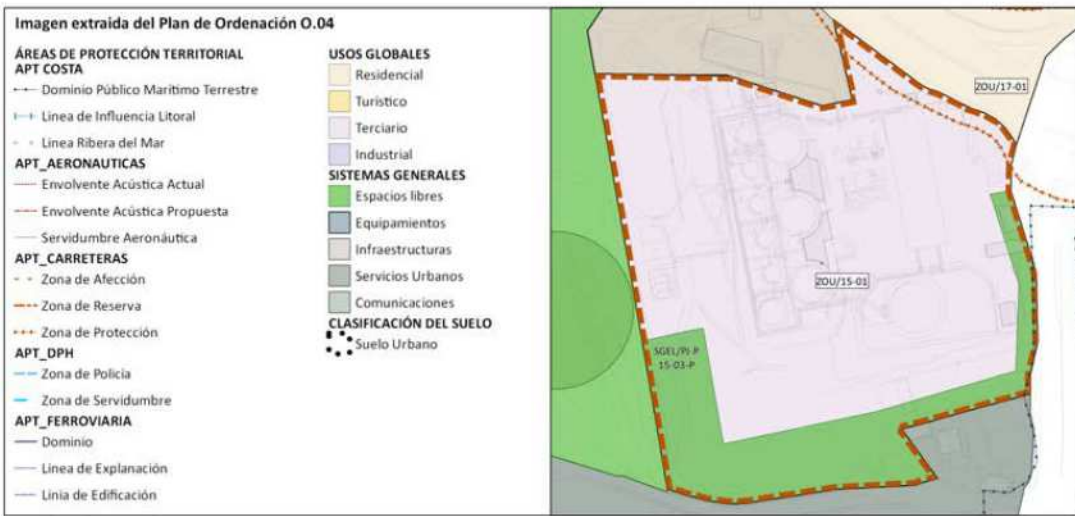 Imagen extraida del Plan de Ordenación O.04
ÁREAS DE PROTECCIÓN TERRITORIAL
APT COSTA
Dominio Público Marítimo Terrestre
Linea de Influencia Litoral
Linea Ribera del Mar
APT_AERONAUTICAS
Envolvente Acústica Actual
Envolvente Acústica Propuesta
Servidumbre Aeronáutica
APT_CARRETERAS
Zona de Afección
Zona de Reserva
Zona de Protección
APT_DPH
Zona de Policía
Zona de Servidumbre
APT_FERROVIARIA
Dominio
Linea de Explanación
Linia de Edificación
USOS GLOBALES
Residencial
Turístico
Terciario
Industrial
SISTEMAS GENERALES
Espacios libres
Equipamientos
Infraestructuras
Servicios Urbanos
Comunicaciones
CLASIFICACIÓN DEL SUELO
Suelo Urbano
ZOU/17-01
ZOU/15-01
SGEL/PJ-P
15-03-P